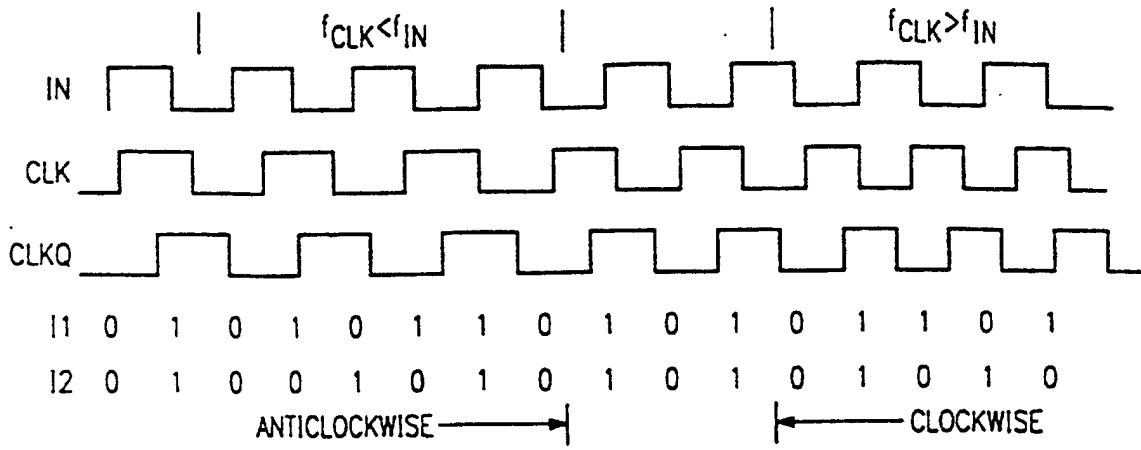 fCLK<fIN fCLK>fIN
IN
CLK
CLKQ
I1 0 1 0 1 0 1 1 0 1 0 1 0 1 1 0 1
I2 0 1 0 0 1 0 1 0 1 0 1 0 1 0 1 0
ANTICLOCKWISE CLOCKWISE